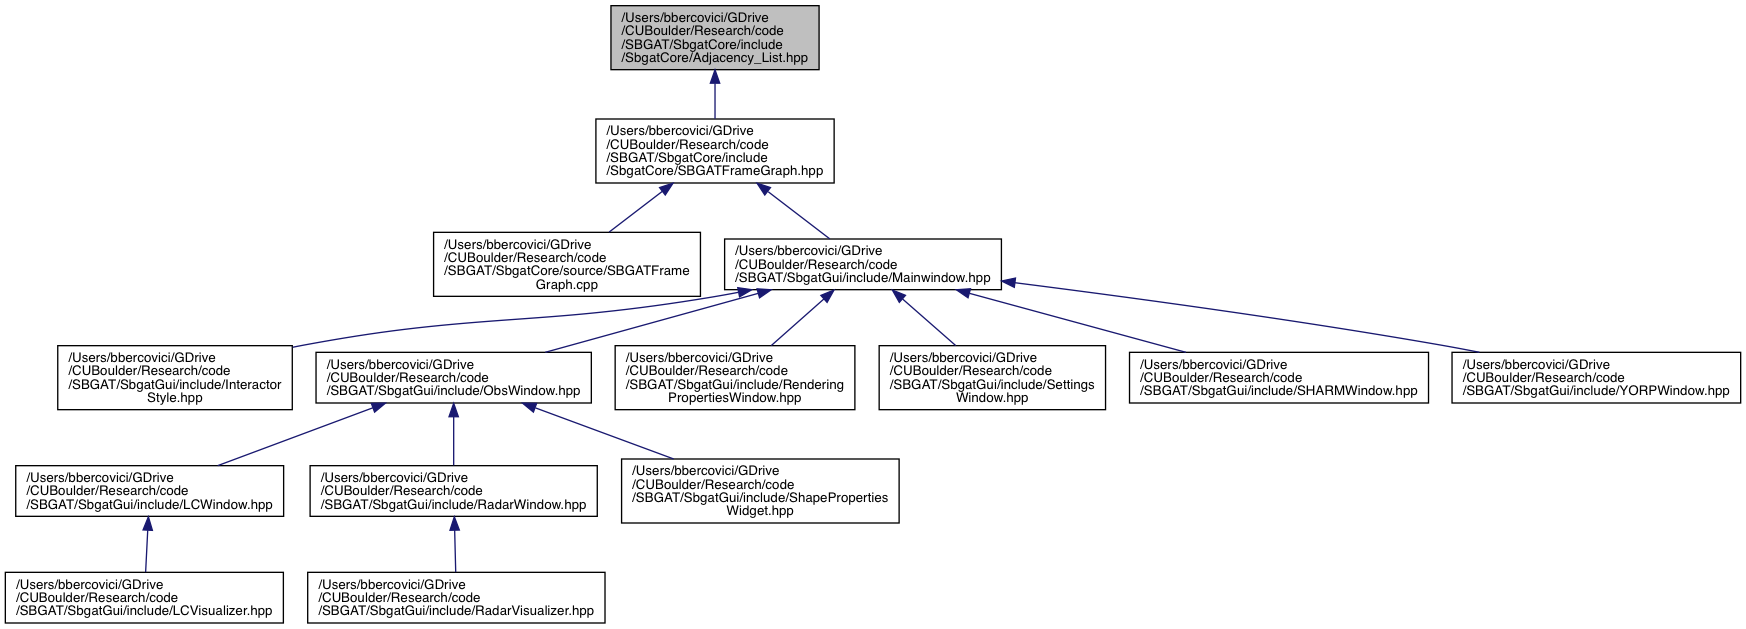 /Users/bbercovici/GDrive
/CUBoulder/Research/code
/SBGAT/SbgatCore/include
/SbgatCore/Adjacency_List.hpp
/Users/bbercovici/GDrive
/CUBoulder/Research/code
/SBGAT/SbgatCore/include
/SbgatCore/SBGATFrameGraph.hpp
/Users/bbercovici/GDrive
/CUBoulder/Research/code
/SBGAT/SbgatCore/source/SBGATFrame
Graph.cpp
/Users/bbercovici/GDrive
/CUBoulder/Research/code
/SBGAT/SbgatGui/include/Mainwindow.hpp
/Users/bbercovici/GDrive
/CUBoulder/Research/code
/SBGAT/SbgatGui/include/Interactor
Style.hpp
/Users/bbercovici/GDrive
/CUBoulder/Research/code
/SBGAT/SbgatGui/include/ObsWindow.hpp
/Users/bbercovici/GDrive
/CUBoulder/Research/code
/SBGAT/SbgatGui/include/Rendering
PropertiesWindow.hpp
/Users/bbercovici/GDrive
/CUBoulder/Research/code
/SBGAT/SbgatGui/include/Settings
Window.hpp
/Users/bbercovici/GDrive
/CUBoulder/Research/code
/SBGAT/SbgatGui/include/SHARMWindow.hpp
/Users/bbercovici/GDrive
/CUBoulder/Research/code
/SBGAT/SbgatGui/include/YORPWindow.hpp
/Users/bbercovici/GDrive
/CUBoulder/Research/code
/SBGAT/SbgatGui/include/LCWindow.hpp
/Users/bbercovici/GDrive
/CUBoulder/Research/code
/SBGAT/SbgatGui/include/RadarWindow.hpp
/Users/bbercovici/GDrive
/CUBoulder/Research/code
/SBGAT/SbgatGui/include/ShapeProperties
Widget.hpp
/Users/bbercovici/GDrive
/CUBoulder/Research/code
/SBGAT/SbgatGui/include/LCVisualizer.hpp
/Users/bbercovici/GDrive
/CUBoulder/Research/code
/SBGAT/SbgatGui/include/RadarVisualizer.hpp